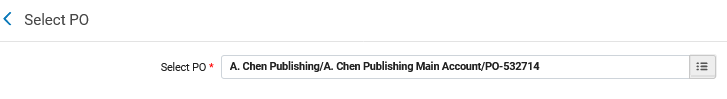 Select PO
Select PO * A. Chen Publishing/A. Chen Publishing Main Account/PO-532714